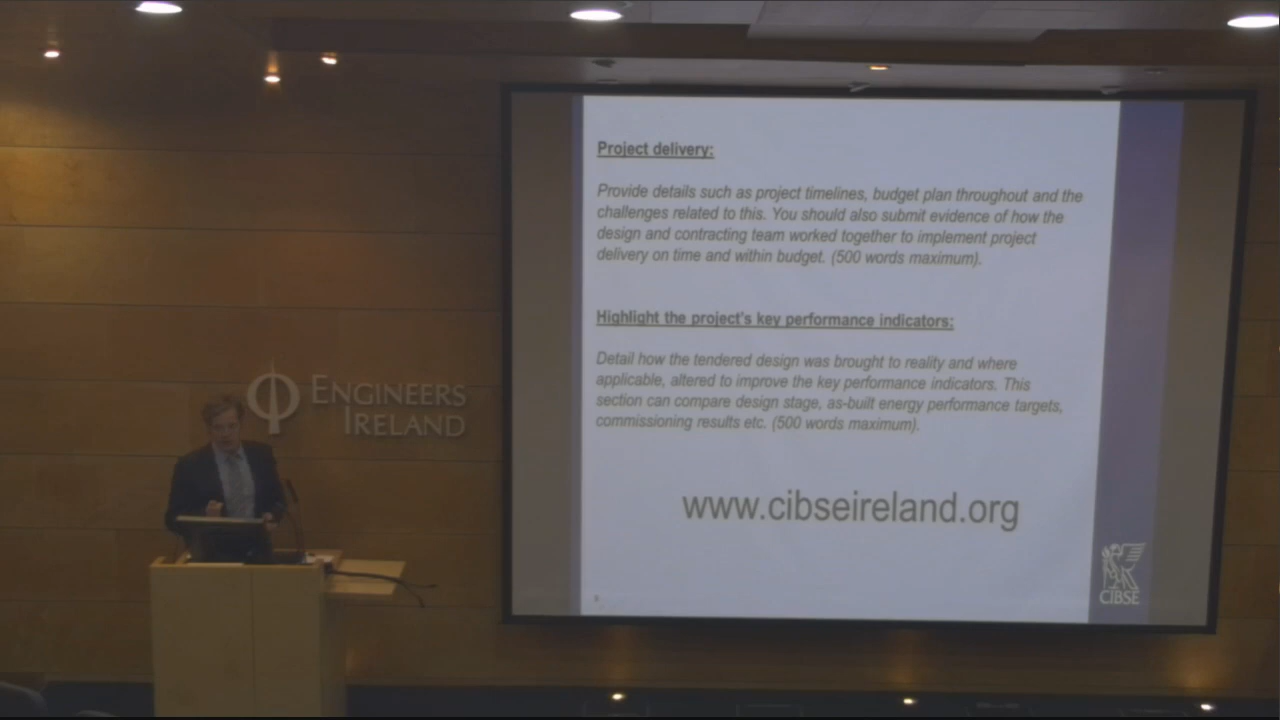 Project delivery:
Provide details such as project timelines, budget plan throughout and the
challenges related to this. You should also submit evidence of how the
design and contracting team worked together to implement project
delivery on time and within budget. (500 words maximum).
Highlight the project's key performance indicators:
Detail how the tendered design was brought to reality and where
applicable, altered to improve the key performance indicators. This
section can compare design stage, as-built energy performance targets,
commissioning results etc. (500 words maximum).
www.cibseireland.org
CIBSE
ENGINEERS
IRELAND